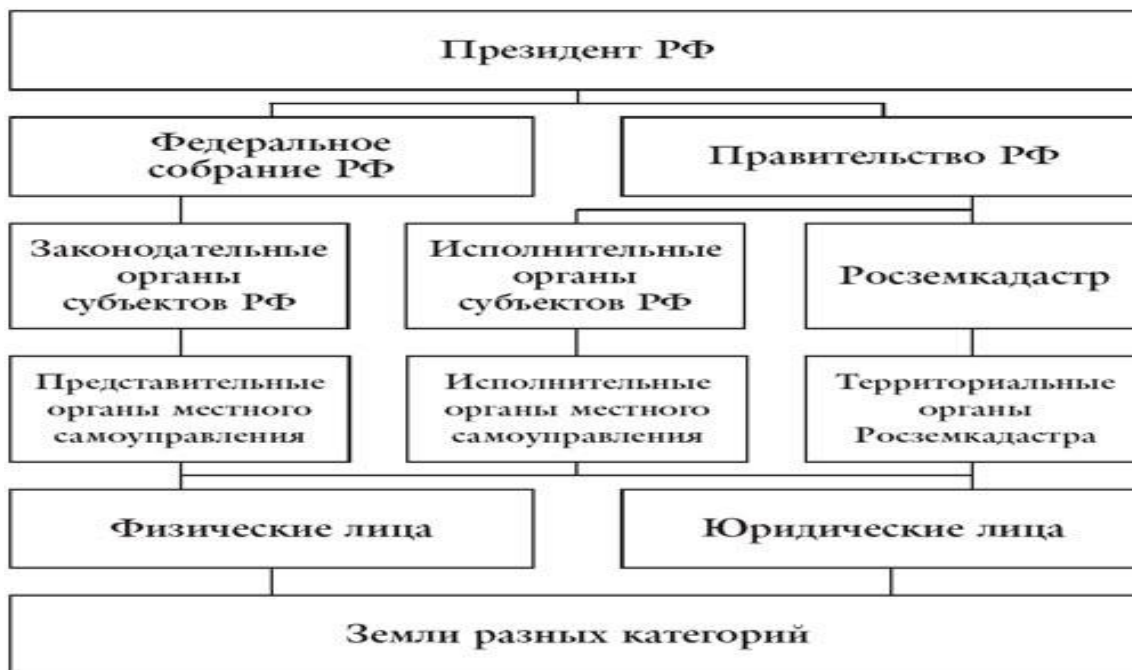 Президент РФ
Федеральное
собрание РФ
Правительство РФ
Законодательные
органы
субъектов РФ
Исполнительные
органы
субъектов РФ
Росземкадастр
Представительные
органы местного
самоуправления
Исполнительные
органы местного
самоуправления
Территориальные
органы
Росземкадастра
Физические лица
Юридические лица
Земли разных категорий